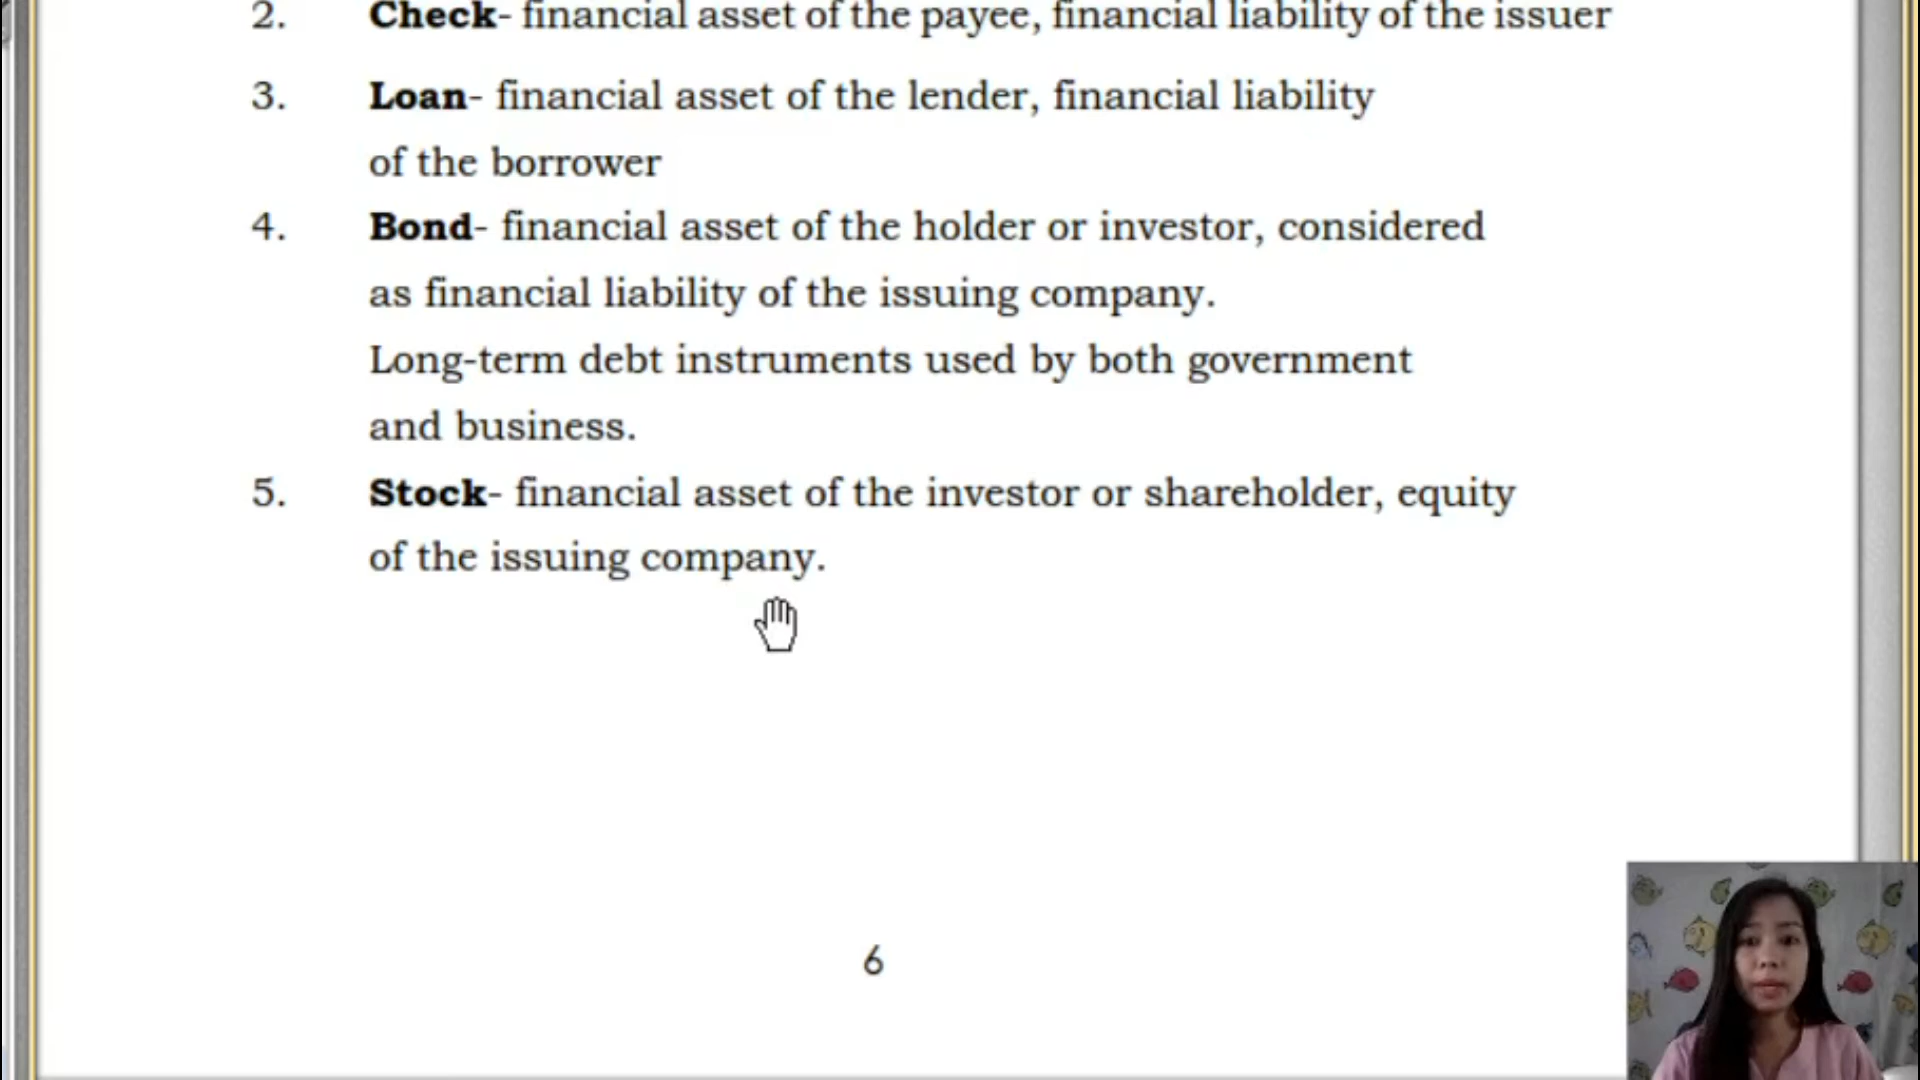 2. Check- financial asset of the payee, financial liability of the issuer
3. Loan- financial asset of the lender, financial liability
of the borrower
4. Bond- financial asset of the holder or investor, considered
as financial liability of the issuing company.
Long-term debt instruments used by both government
and business.
5. Stock- financial asset of the investor or shareholder, equity
of the issuing company.
6